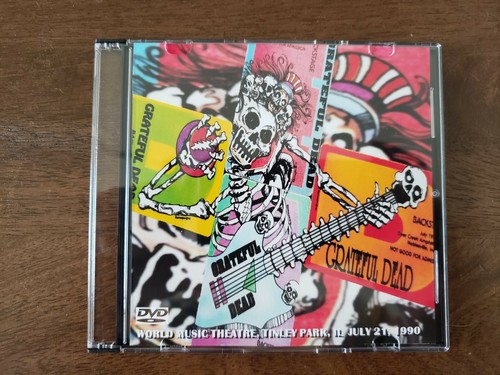 BACKSTAGE
GRATEFUL DEAD
GRATEFUL DEAD
GRATEFUL
DEAD
BACKST
NOT GOOD FOR ADMIS
GRATEFUL DEAD
DVD
WORLD MUSIC THEATRE, TINLEY PARK, IL JULY 21, 1990